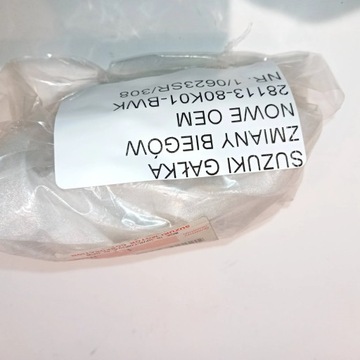 SUZUKI GAŁKA
ZMIANY BIEGÓW
NOWE OEM
28113-80K01-BWK
NR. 1/0623SR/308